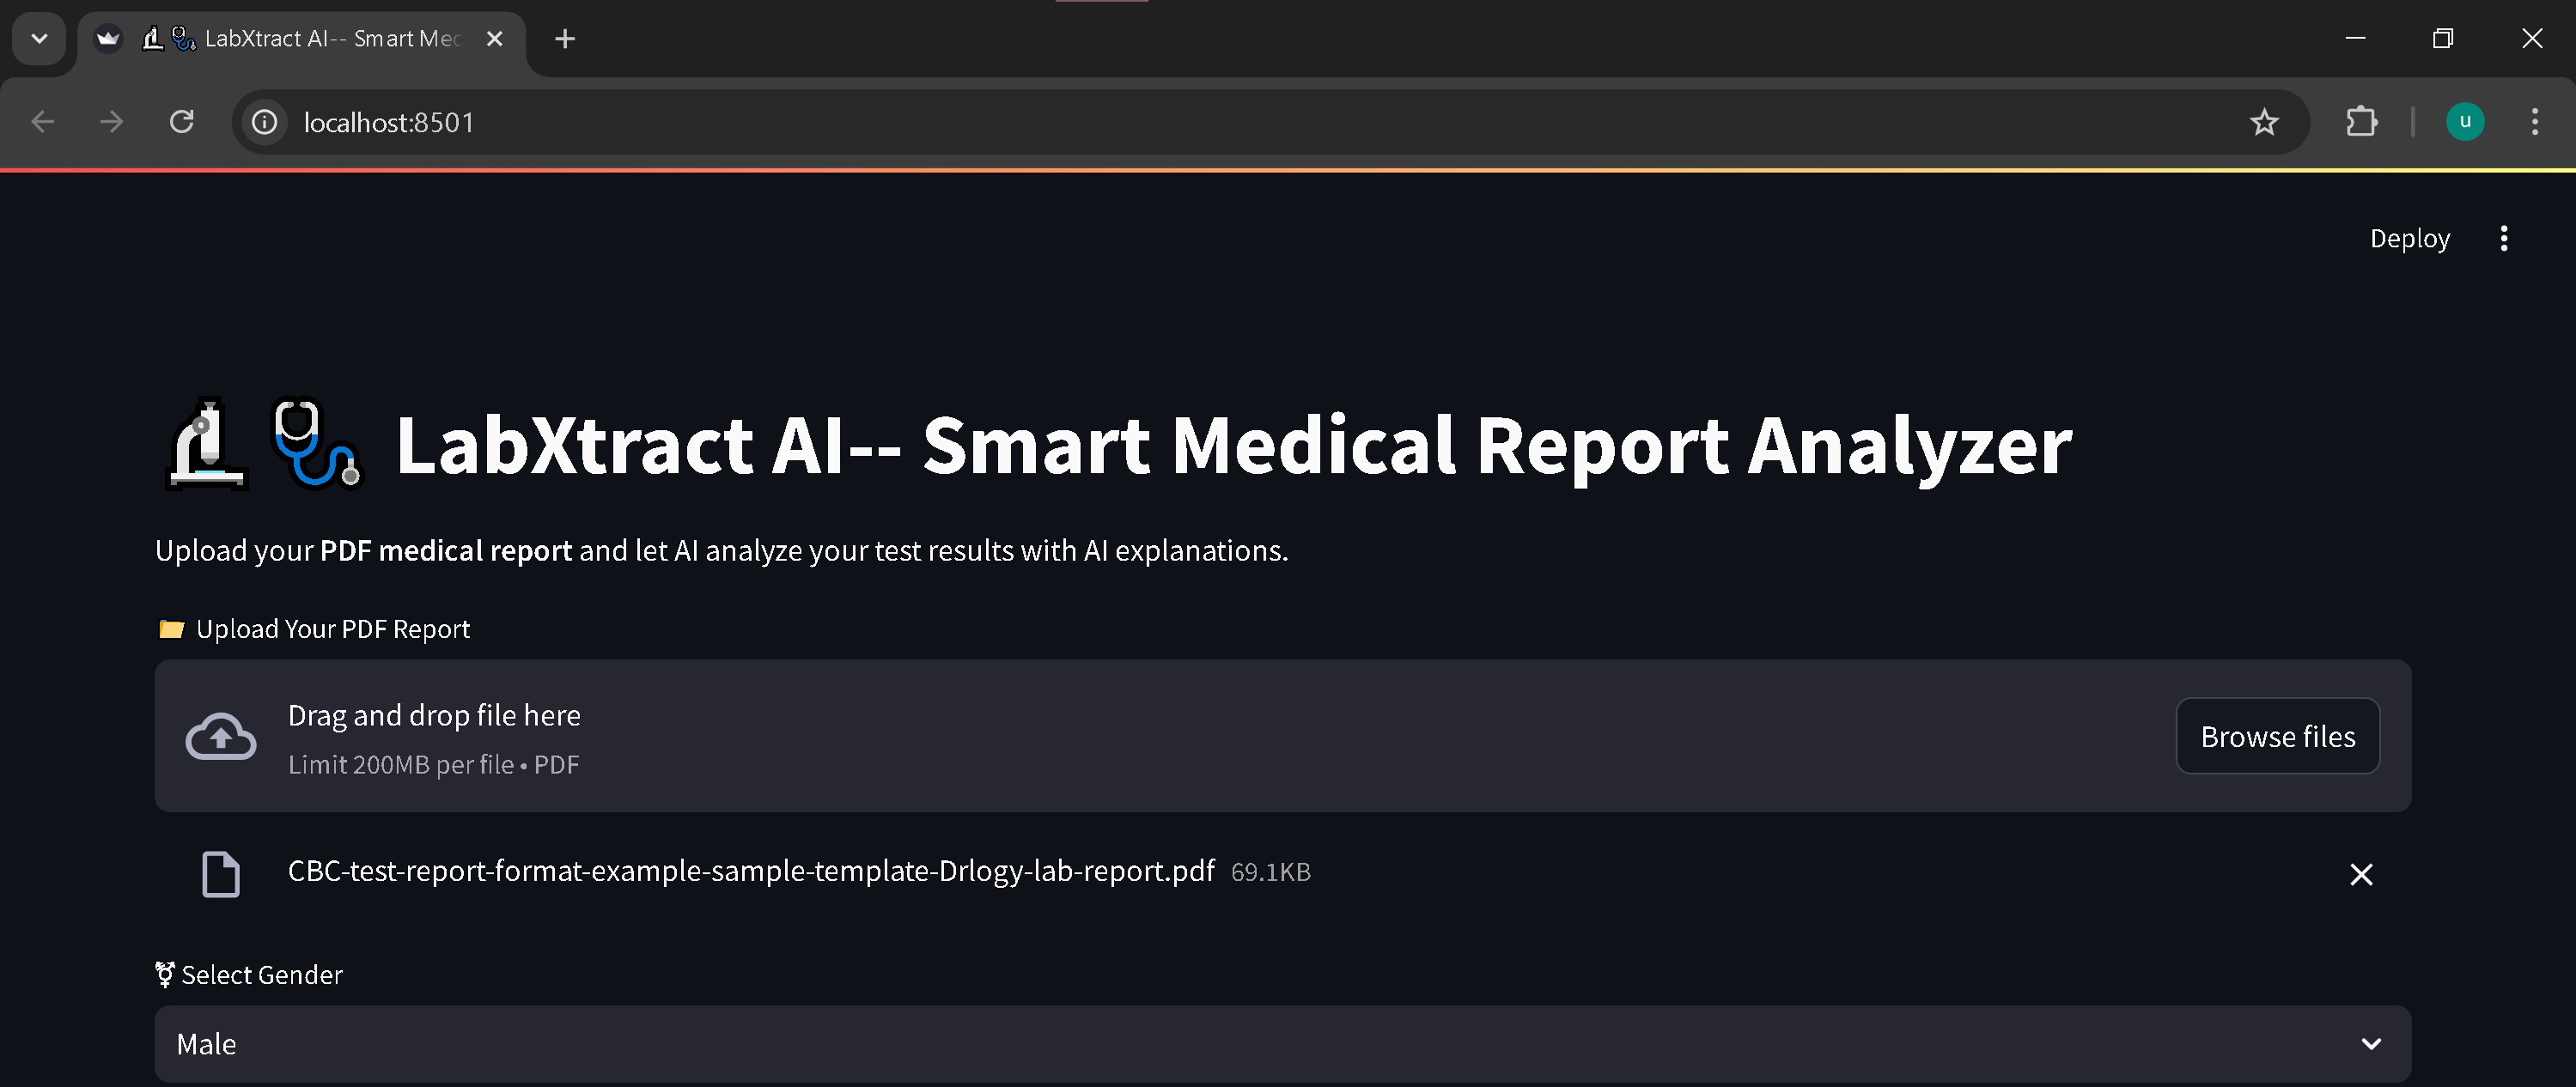 LabXtract AI-- Smart Med
localhost:8501
u
Deploy
LabXtract AI-- Smart Medical Report Analyzer
Upload your PDF medical report and let AI analyze your test results with AI explanations.
Upload Your PDF Report
Drag and drop file here
Limit 200MB per file • PDF
Browse files
CBC-test-report-format-example-sample-template-Drlogy-lab-report.pdf 69.1KB
Select Gender
Male